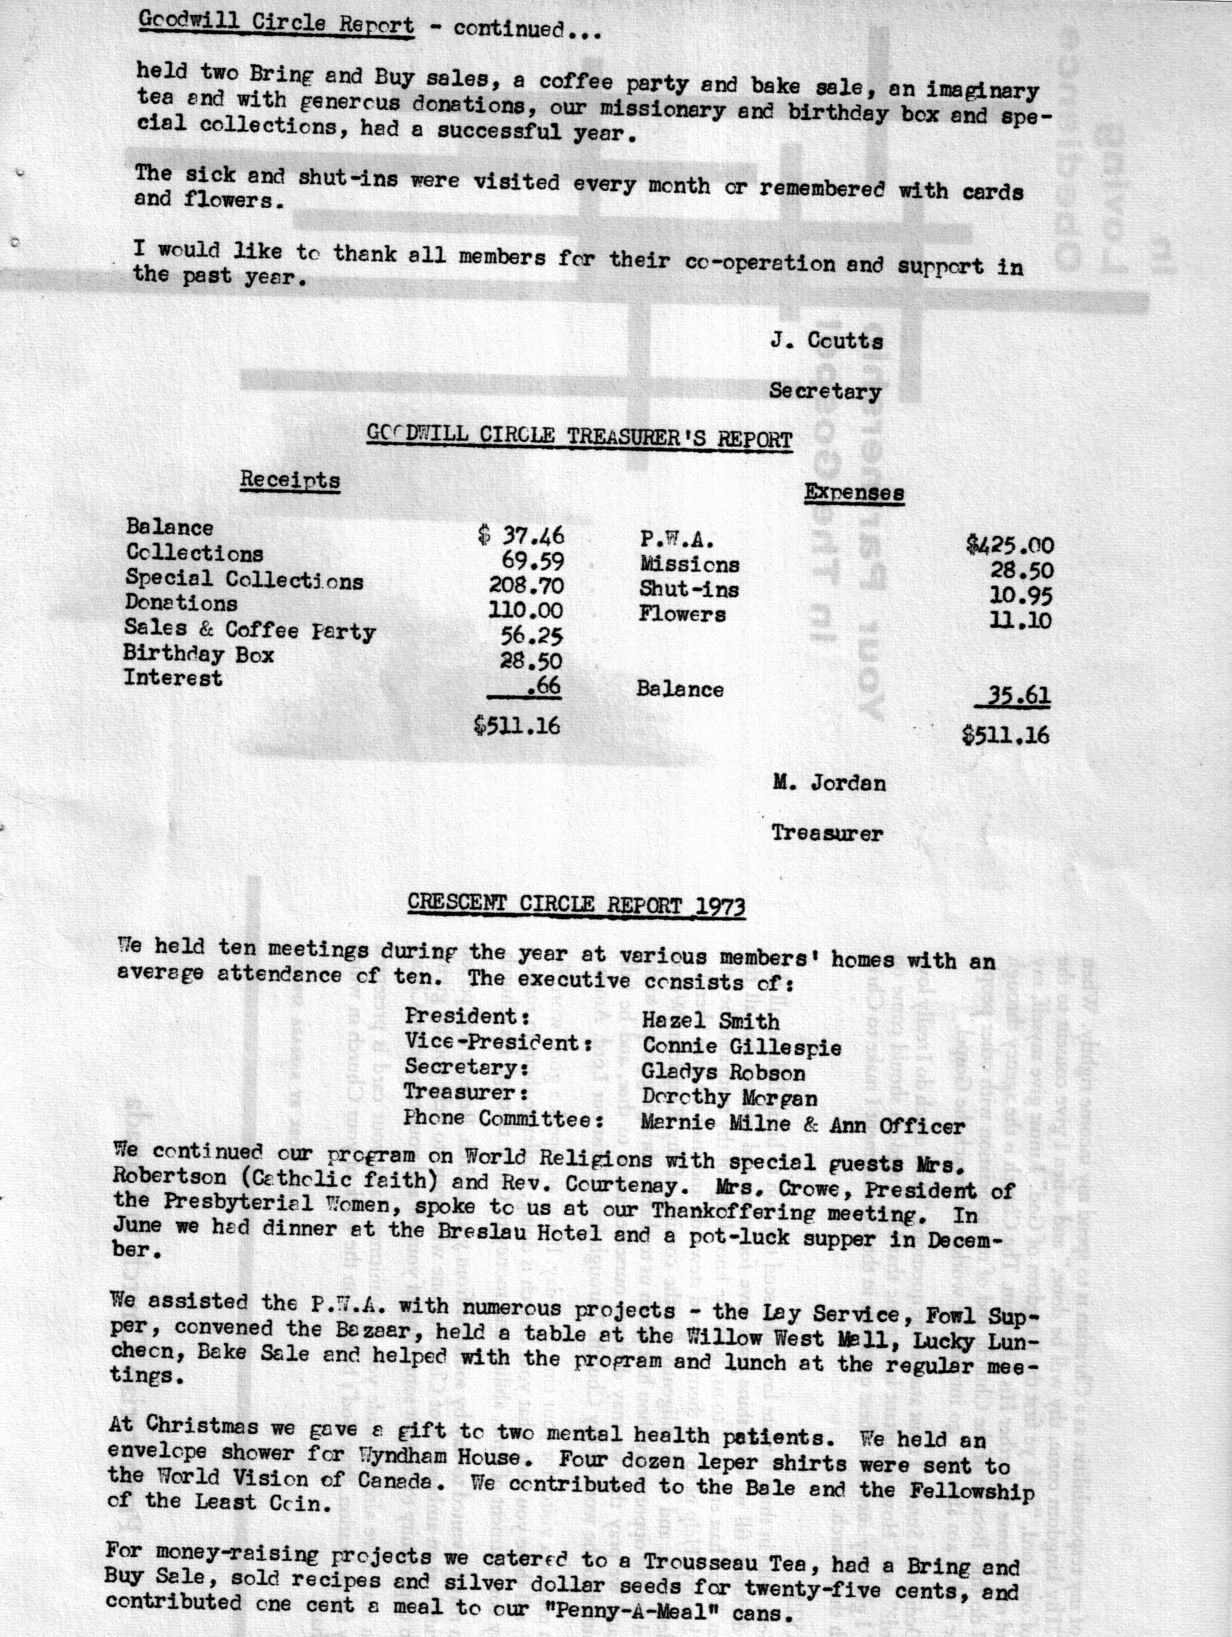 Goodwill Circle Report - continued...
held two Bring and Buy sales, a coffee party and bake sale, an imaginary
tea and with generous donations, our missionary and birthday box and spe-
cial collections, had a successful year.
The sick and shut-ins were visited every month or remembered with cards
and flowers.
I would like to thank all members for their co-operation and support in
the past year.
J. Coutts
Secretary
GOODWILL CIRCLE TREASURER'S REPORT
Receipts
Balance $ 37.46
Collections 69.59
Special Collections 208.70
Donations 110.00
Sales & Coffee Party 56.25
Birthday Box 28.50
Interest .66
$511.16
Expenses
P.W.A. $425.00
Missions 28.50
Shut-ins 10.95
Flowers 11.10
Balance 35.61
$511.16
M. Jordan
Treasurer
CRESCENT CIRCLE REPORT 1973
We held ten meetings during the year at various members' homes with an
average attendance of ten. The executive consists of:
President: Hazel Smith
Vice-President: Connie Gillespie
Secretary: Gladys Robson
Treasurer: Dorothy Morgan
Phone Committee: Marnie Milne & Ann Officer
We continued our program on World Religions with special guests Mrs.
Robertson (Catholic faith) and Rev. Courtenay. Mrs. Crowe, President of
the Presbyterial Women, spoke to us at our Thankoffering meeting. In
June we had dinner at the Breslau Hotel and a pot-luck supper in Decem-
ber.
We assisted the P.W.A. with numerous projects - the Lay Service, Fowl Sup-
per, convened the Bazaar, held a table at the Willow West Mall, Lucky Lun-
cheon, Bake Sale and helped with the program and lunch at the regular mee-
tings.
At Christmas we gave a gift to two mental health patients. We held an
envelope shower for Wyndham House. Four dozen leper shirts were sent to
the World Vision of Canada. We contributed to the Bale and the Fellowship
of the Least Coin.
For money-raising projects we catered to a Trousseau Tea, had a Bring and
Buy Sale, sold recipes and silver dollar seeds for twenty-five cents, and
contributed one cent a meal to our "Penny-A-Meal" cans.